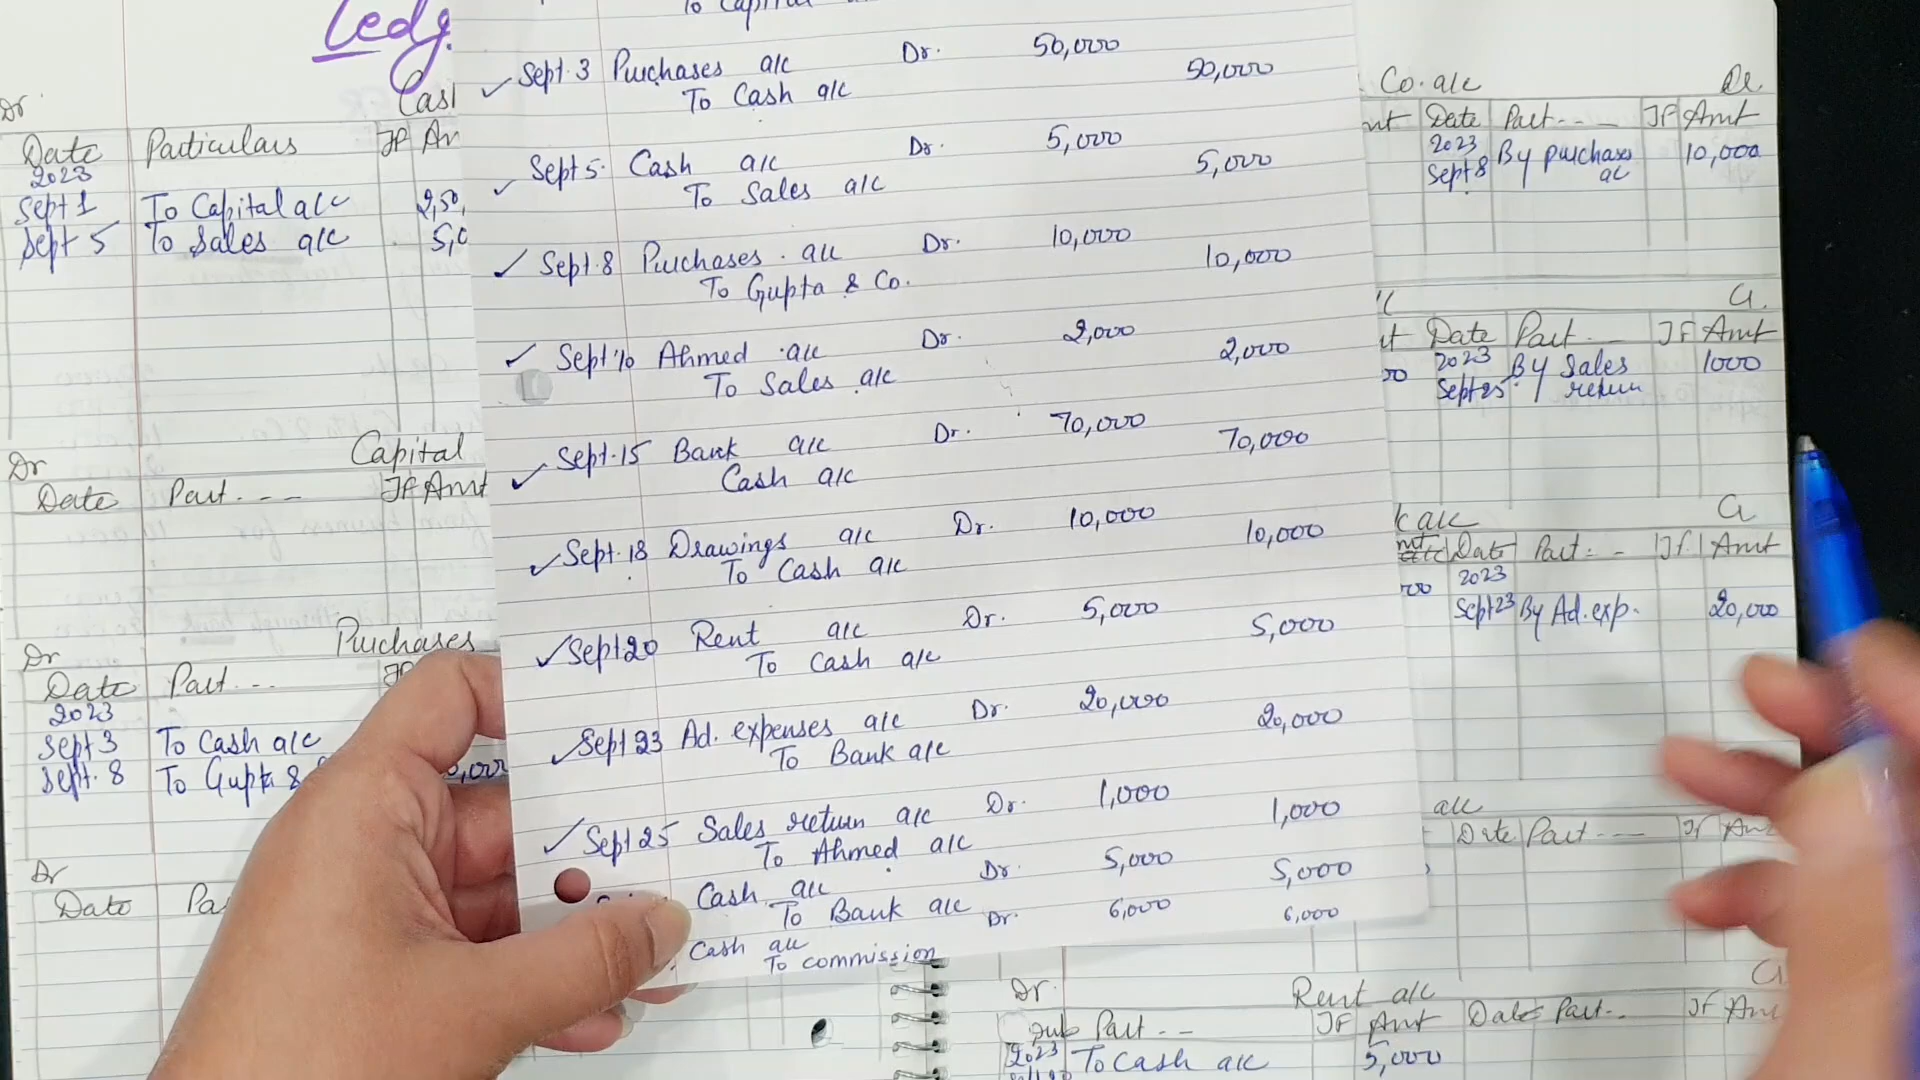 Ledg
Dr
Cas
Date Particulars JF Am
2023
Sept 1 To Capital a/c 2,50,
Sept 5 To Sales a/c 5,0
Dr Capital
Date Part. --- JF Amt
Dr Purchases
Date Part. ---
2023
Sept 3 To Cash a/c
Sept. 8 To Gupta &
Dr
Date Pa
To Capital
Sept. 3 Purchases a/c Dr. 50,000
To Cash a/c 50,000
Sept 5. Cash a/c Dr. 5,000
To Sales a/c 5,000
Sept. 8 Purchases. a/c Dr. 10,000
To Gupta & Co. 10,000
Sept 10 Ahmed a/c Dr. 2,000
To Sales a/c 2,000
Sept. 15 Bank a/c Dr. 70,000
Cash a/c 70,000
Sept. 18 Drawings a/c Dr. 10,000
To Cash a/c 10,000
Sept 20 Rent a/c Dr. 5,000
To Cash a/c 5,000
Sept 23 Ad. expenses a/c Dr. 20,000
To Bank a/c 20,000
Sept 25 Sales return a/c Dr. 1,000
To Ahmed a/c 1,000
Cash a/c Dr. 5,000
To Bank a/c 5,000
Cash a/c Dr. 6,000
To commission 6,000
Co. a/c
Date Part--- JF Amt
2023
Sept 8 By purchases a/c 10,000
Cr.
Date Part--- JF Amt
2023
Sept 25 By Sales return 1000
k a/c Cr
Date Part-- Jf Amt
2023
Sept 23 By Ad. exp. 20,000
a/c
Date Part--- Jf Am
Dr. Rent a/c Cr
Part-- JF Amt Date Part-. JF Am
2023 To Cash a/c 5,000